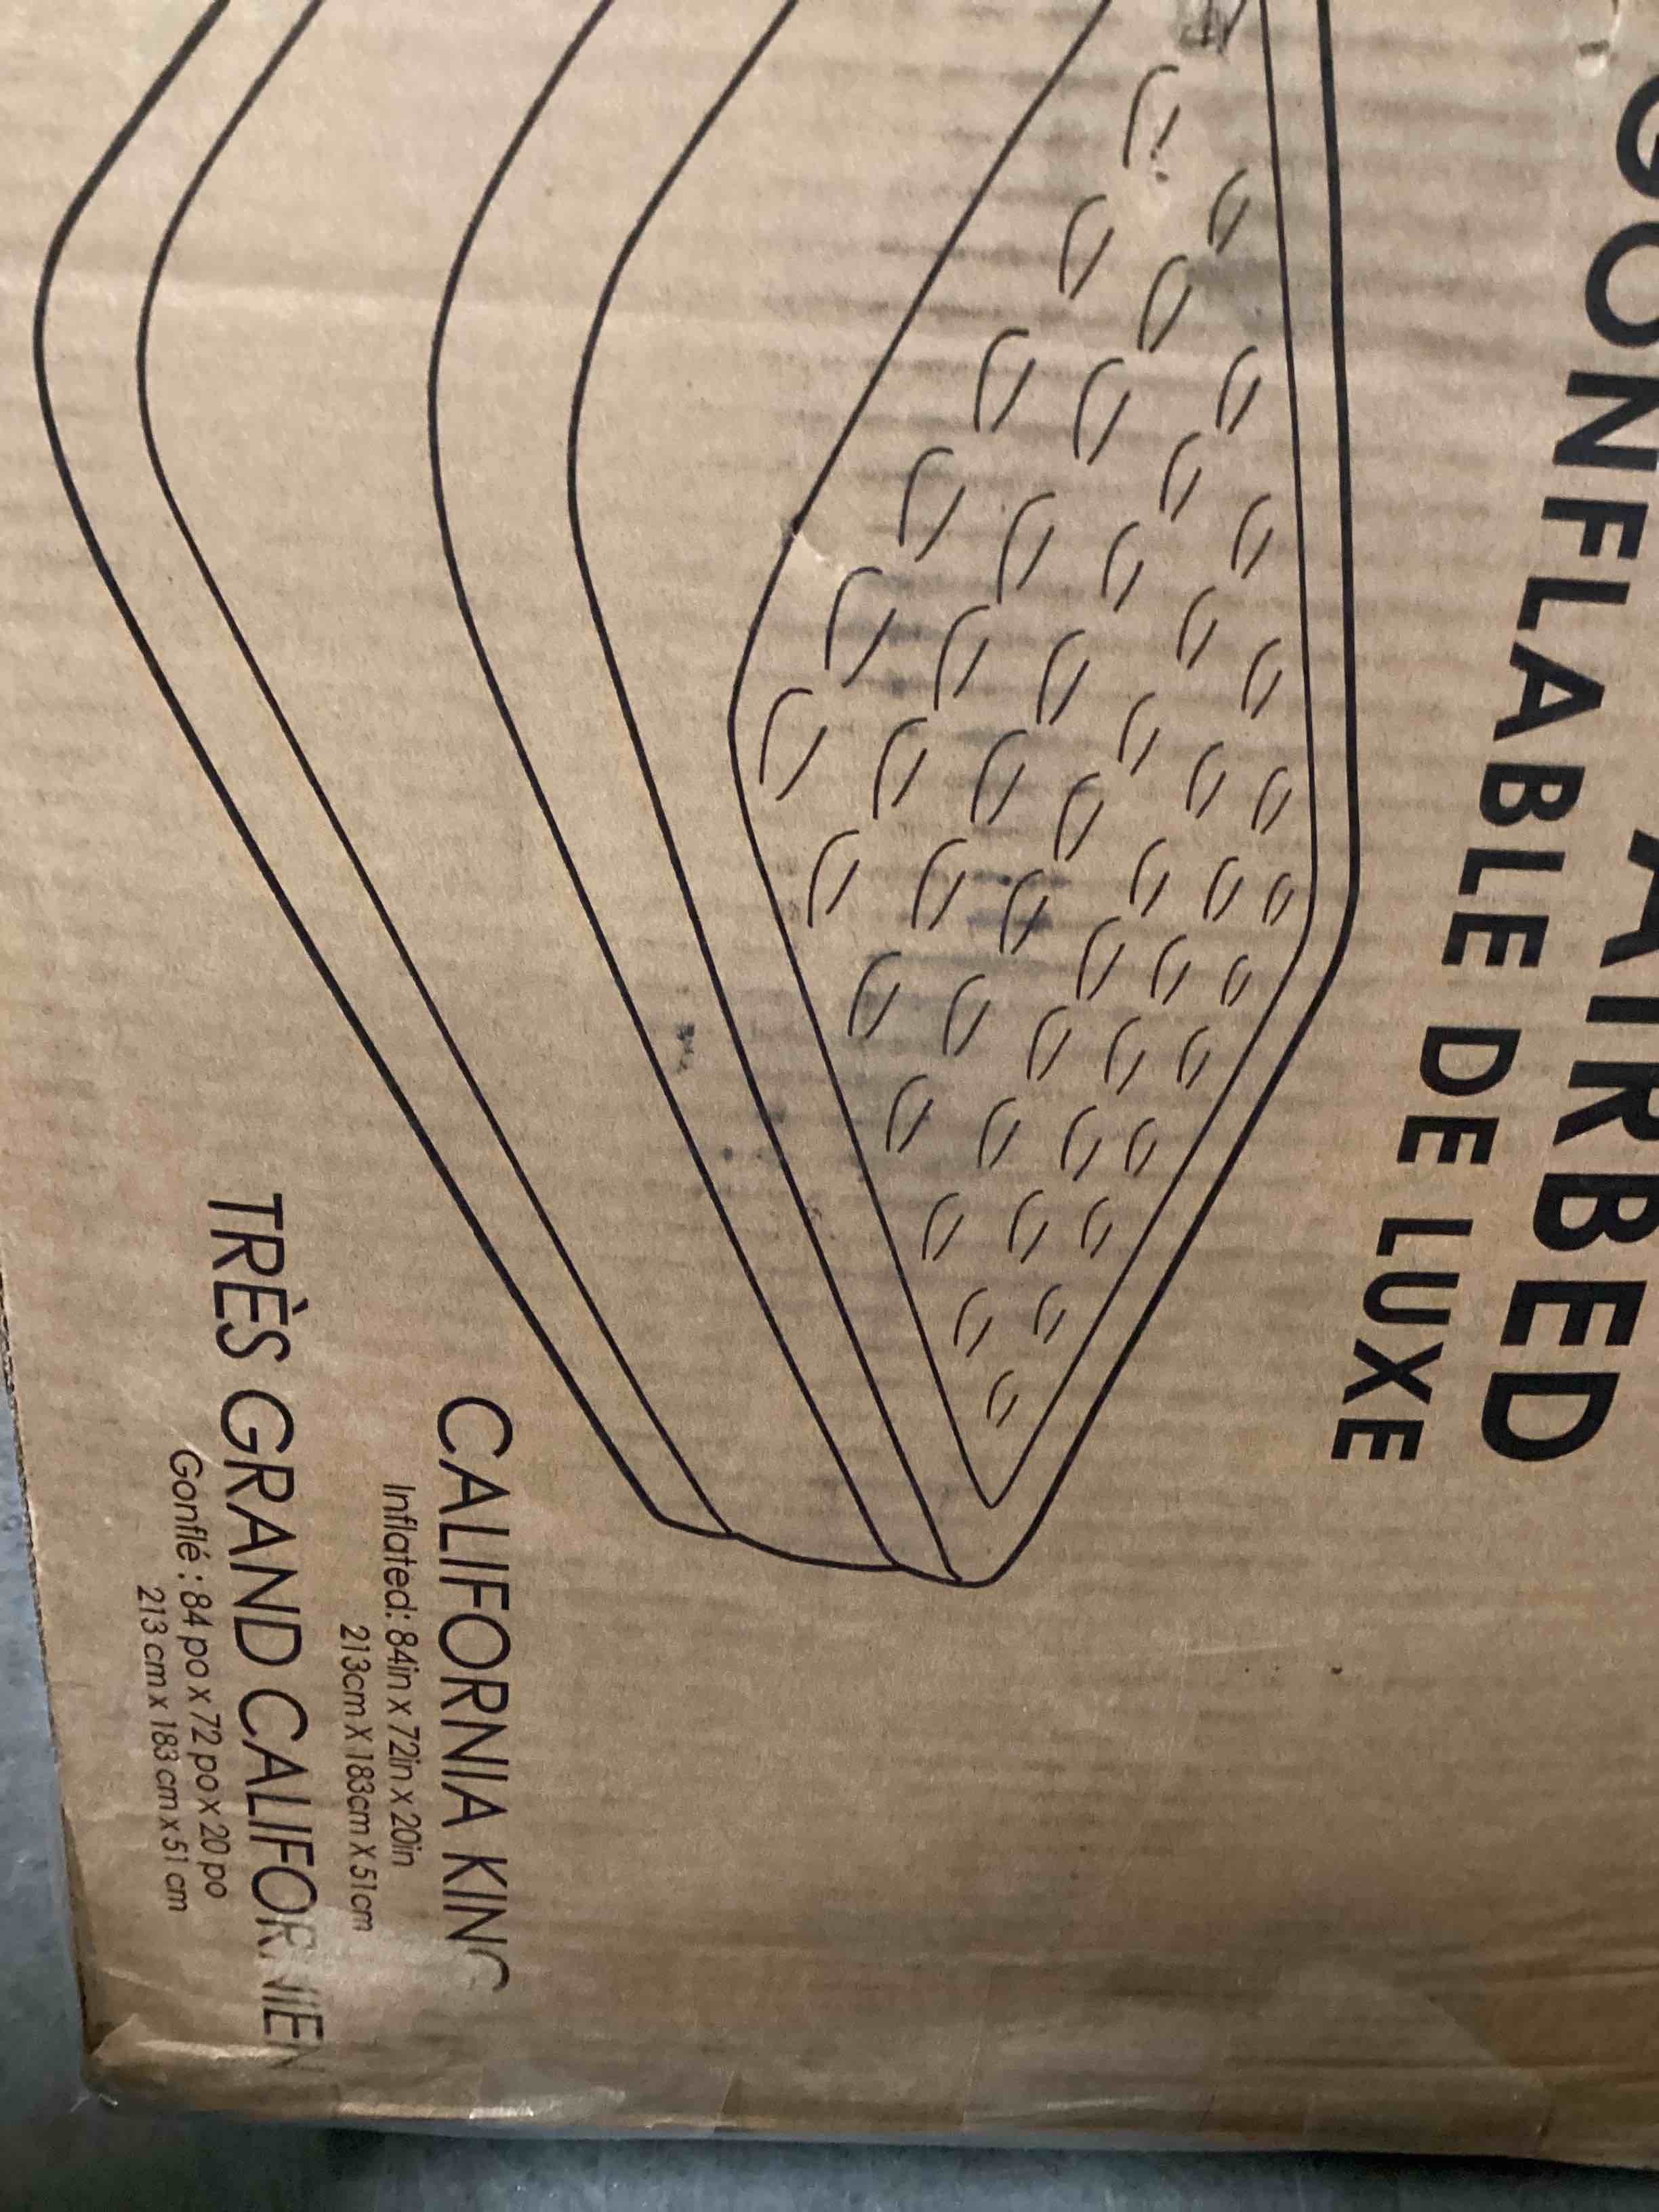 AIRBED
GONFLABLE DE LUXE
CALIFORNIA KING
Inflated: 84in x 72in x 20in
213cm X 183cm X 51cm
TRÈS GRAND CALIFORNIEN
Gonflé : 84 po x 72 po x 20 po
213 cm x 183 cm x 51 cm